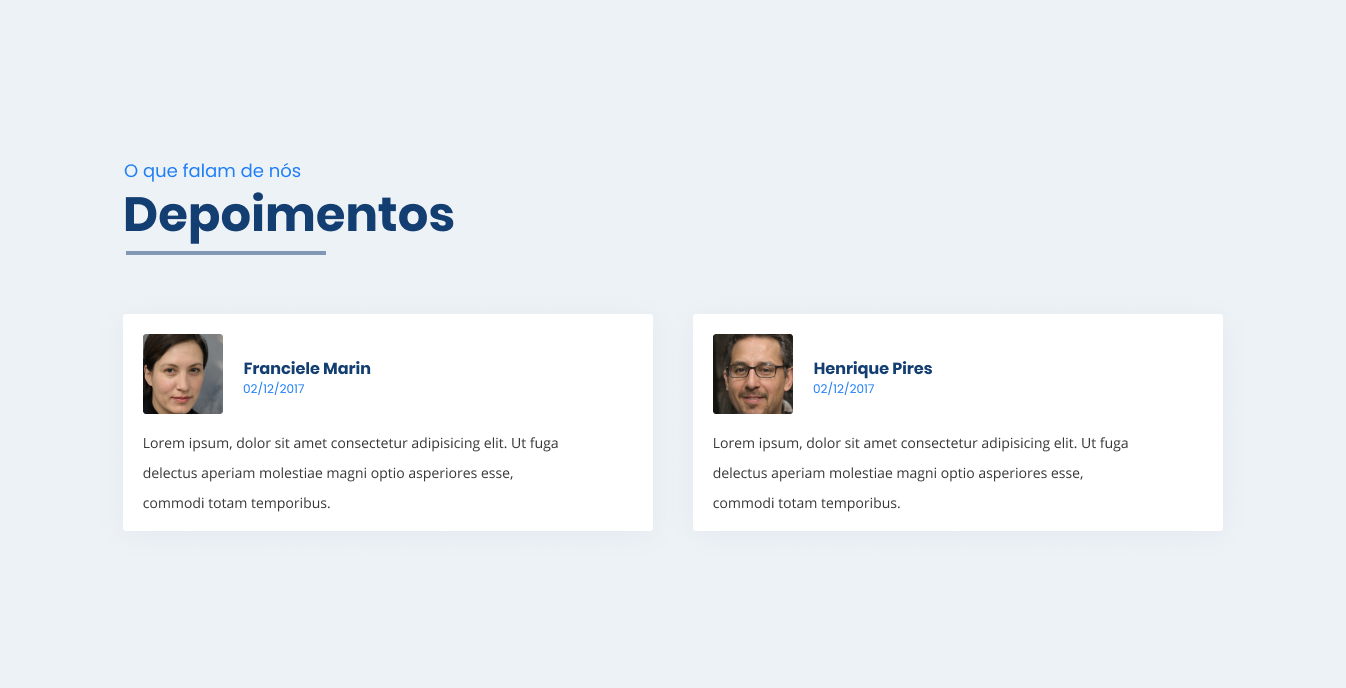 O que falam de nós
Depoimentos
Franciele Marin
02/12/2017
Lorem ipsum, dolor sit amet consectetur adipisicing elit. Ut fuga
delectus aperiam molestiae magni optio asperiores esse,
commodi totam temporibus.
Henrique Pires
02/12/2017
Lorem ipsum, dolor sit amet consectetur adipisicing elit. Ut fuga
delectus aperiam molestiae magni optio asperiores esse,
commodi totam temporibus.